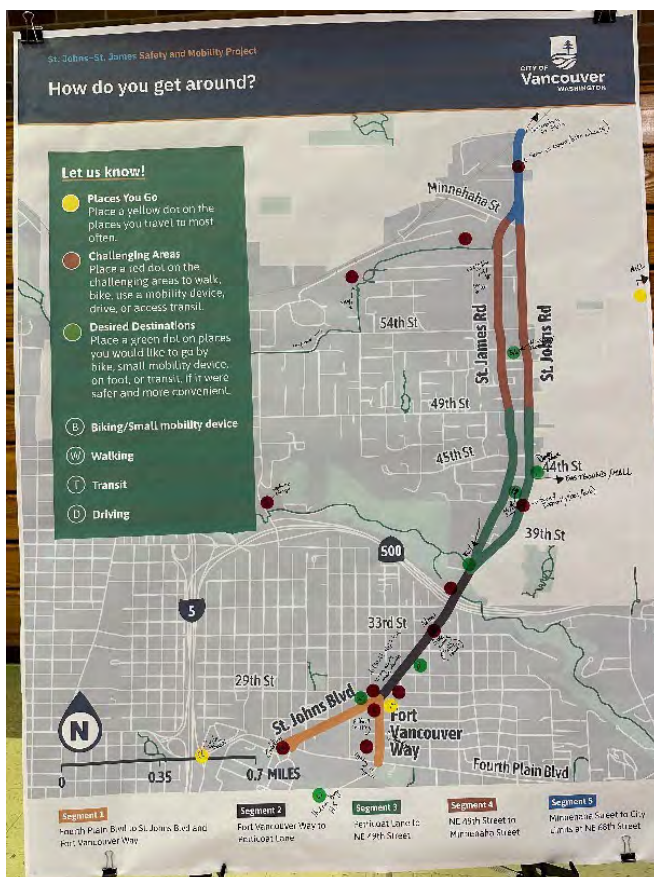 St. Johns–St. James Safety and Mobility Project
How do you get around?
CITY OF
Vancouver
WASHINGTON
Let us know!
Places You Go
Place a yellow dot on the
places you travel to most
often.
Challenging Areas
Place a red dot on the
challenging areas to walk,
bike, use a mobility device,
drive, or access transit.
Desired Destinations
Place a green dot on places
you would like to go by
bike, small mobility device,
on foot, or transit, if it were
safer and more convenient.
B Biking/Small mobility device
W Walking
T Transit
D Driving
Minnehaha St
54th St
St. James Rd
St. Johns Rd
49th St
45th St
44th St
39th St
500
5
33rd St
29th St
St. Johns Blvd
Fort
Vancouver
Way
Fourth Plain Blvd
N
0 0.35 0.7 MILES
Segment 1
Fourth Plain Blvd to St Johns Blvd and
Fort Vancouver Way
Segment 2
Fort Vancouver Way to
Petticoat Lane
Segment 3
Petticoat Lane to
NE 49th Street
Segment 4
NE 49th Street to
Minnehaha Street
Segment 5
Minnehaha Street to City
Limits at NE 68th Street